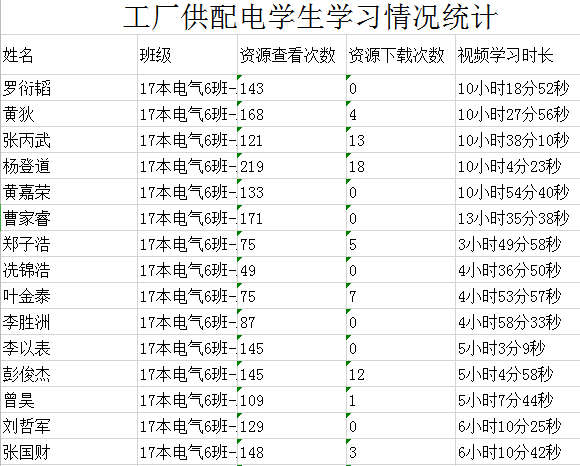 工厂供配电学生学习情况统计
姓名 班级 资源查看次数 资源下载次数 视频学习时长
罗衍韬 17本电气6班- 143 0 10小时18分52秒
黄狄 17本电气6班- 168 4 10小时27分56秒
张丙武 17本电气6班- 121 13 10小时38分10秒
杨登道 17本电气6班- 219 18 10小时4分23秒
黄嘉荣 17本电气6班- 133 0 10小时54分40秒
曹家睿 17本电气6班- 171 0 13小时35分38秒
郑子浩 17本电气6班- 75 5 3小时49分58秒
冼锦浩 17本电气6班- 49 0 4小时36分50秒
叶金泰 17本电气6班- 75 7 4小时53分57秒
李胜洲 17本电气6班- 87 0 4小时58分33秒
李以表 17本电气6班- 145 0 5小时3分9秒
彭俊杰 17本电气6班- 145 12 5小时4分58秒
曾昊 17本电气6班- 109 1 5小时7分44秒
刘哲军 17本电气6班- 129 0 6小时10分25秒
张国财 17本电气6班- 148 3 6小时10分42秒